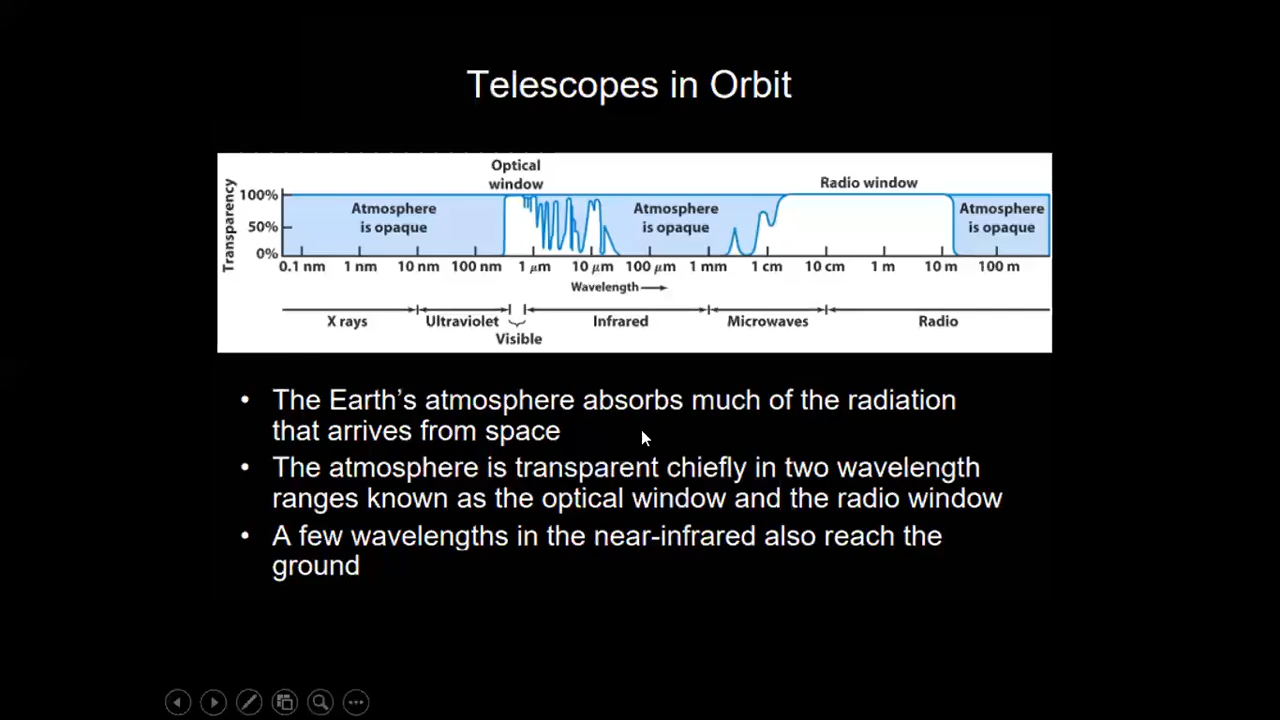 Telescopes in Orbit
Optical
window
Radio window
Transparency
100%
50%
0%
Atmosphere
is opaque
Atmosphere
is opaque
Atmosphere
is opaque
0.1 nm 1 nm 10 nm 100 nm 1 μm 10 μm 100 μm 1 mm 1 cm 10 cm 1 m 10 m 100 m
Wavelength
X rays Ultraviolet Infrared Microwaves Radio
Visible
• The Earth’s atmosphere absorbs much of the radiation
that arrives from space
• The atmosphere is transparent chiefly in two wavelength
ranges known as the optical window and the radio window
• A few wavelengths in the near-infrared also reach the
ground